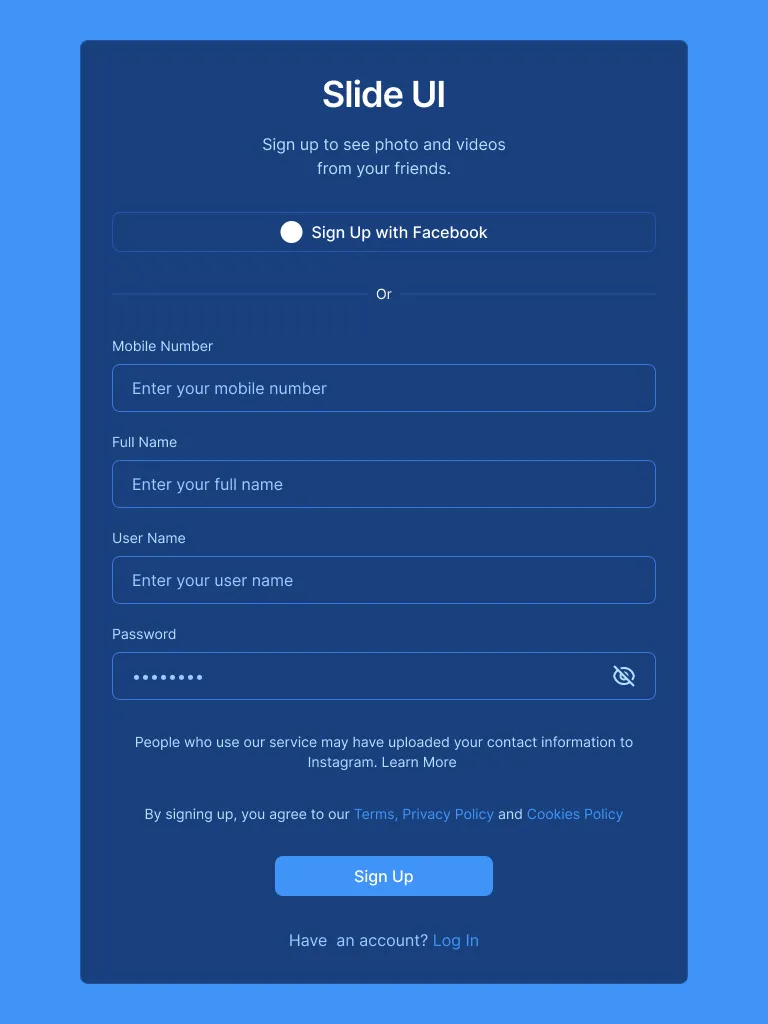 Slide UI
Sign up to see photo and videos
from your friends.
Sign Up with Facebook
Or
Mobile Number
Enter your mobile number
Full Name
Enter your full name
User Name
Enter your user name
Password
••••••••
People who use our service may have uploaded your contact information to
Instagram. Learn More
By signing up, you agree to our Terms, Privacy Policy and Cookies Policy
Sign Up
Have  an account? Log In